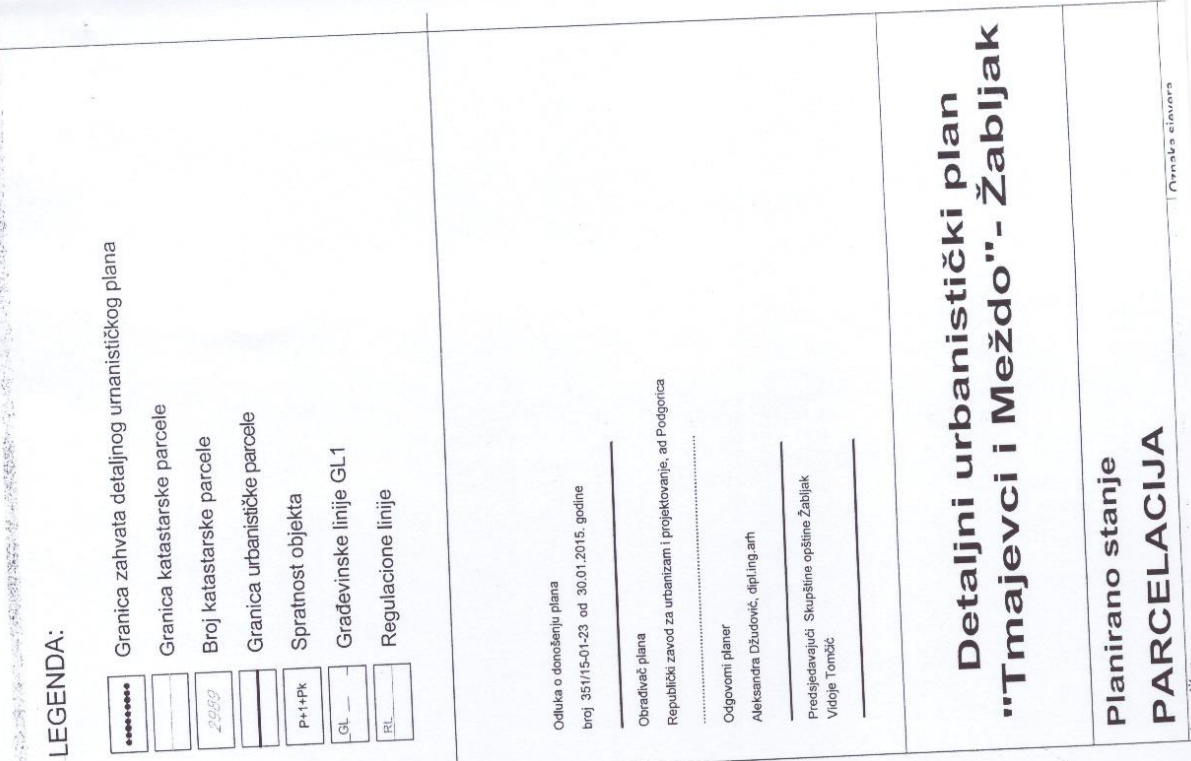 LEGENDA:
Granica zahvata detaljnog urnanističkog plana
Granica katastarske parcele
2989 Broj katastarske parcele
Granica urbanističke parcele
P+1+Pk Spratnost objekta
GL Građevinske linije GL1
RL Regulacione linije
Odluka o donošenju plana
broj 351/15-01-23 od 30.01.2015. godine
Obrađivač plana
Republički zavod za urbanizam i projektovanje, ad Podgorica
Odgovorni planer
Aleksandra Džudović, dipl.ing.arh
Predsjedavajući Skupštine opštine Žabljak
Vidoje Tomčić
Detaljni urbanistički plan
"Tmajevci i Meždo"- Žabljak
Planirano stanje
PARCELACIJA
Oznaka sjevera